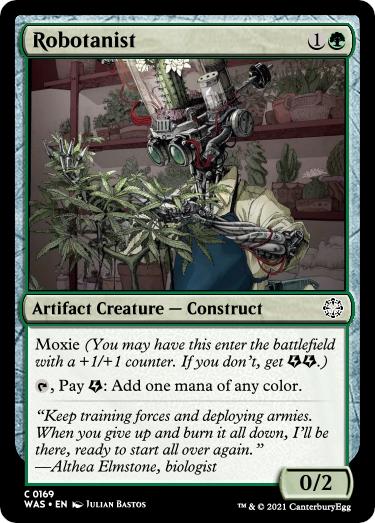 Robotanist 1
Artifact Creature — Construct
Moxie (You may have this enter the battlefield
with a +1/+1 counter. If you don’t, get .)
, Pay : Add one mana of any color.
“Keep training forces and deploying armies.
When you give up and burn it all down, I’ll be
there, ready to start all over again.”
—Althea Elmstone, biologist
0/2
C 0169
WAS • EN Julian Bastos
™ & © 2021 CanterburyEgg